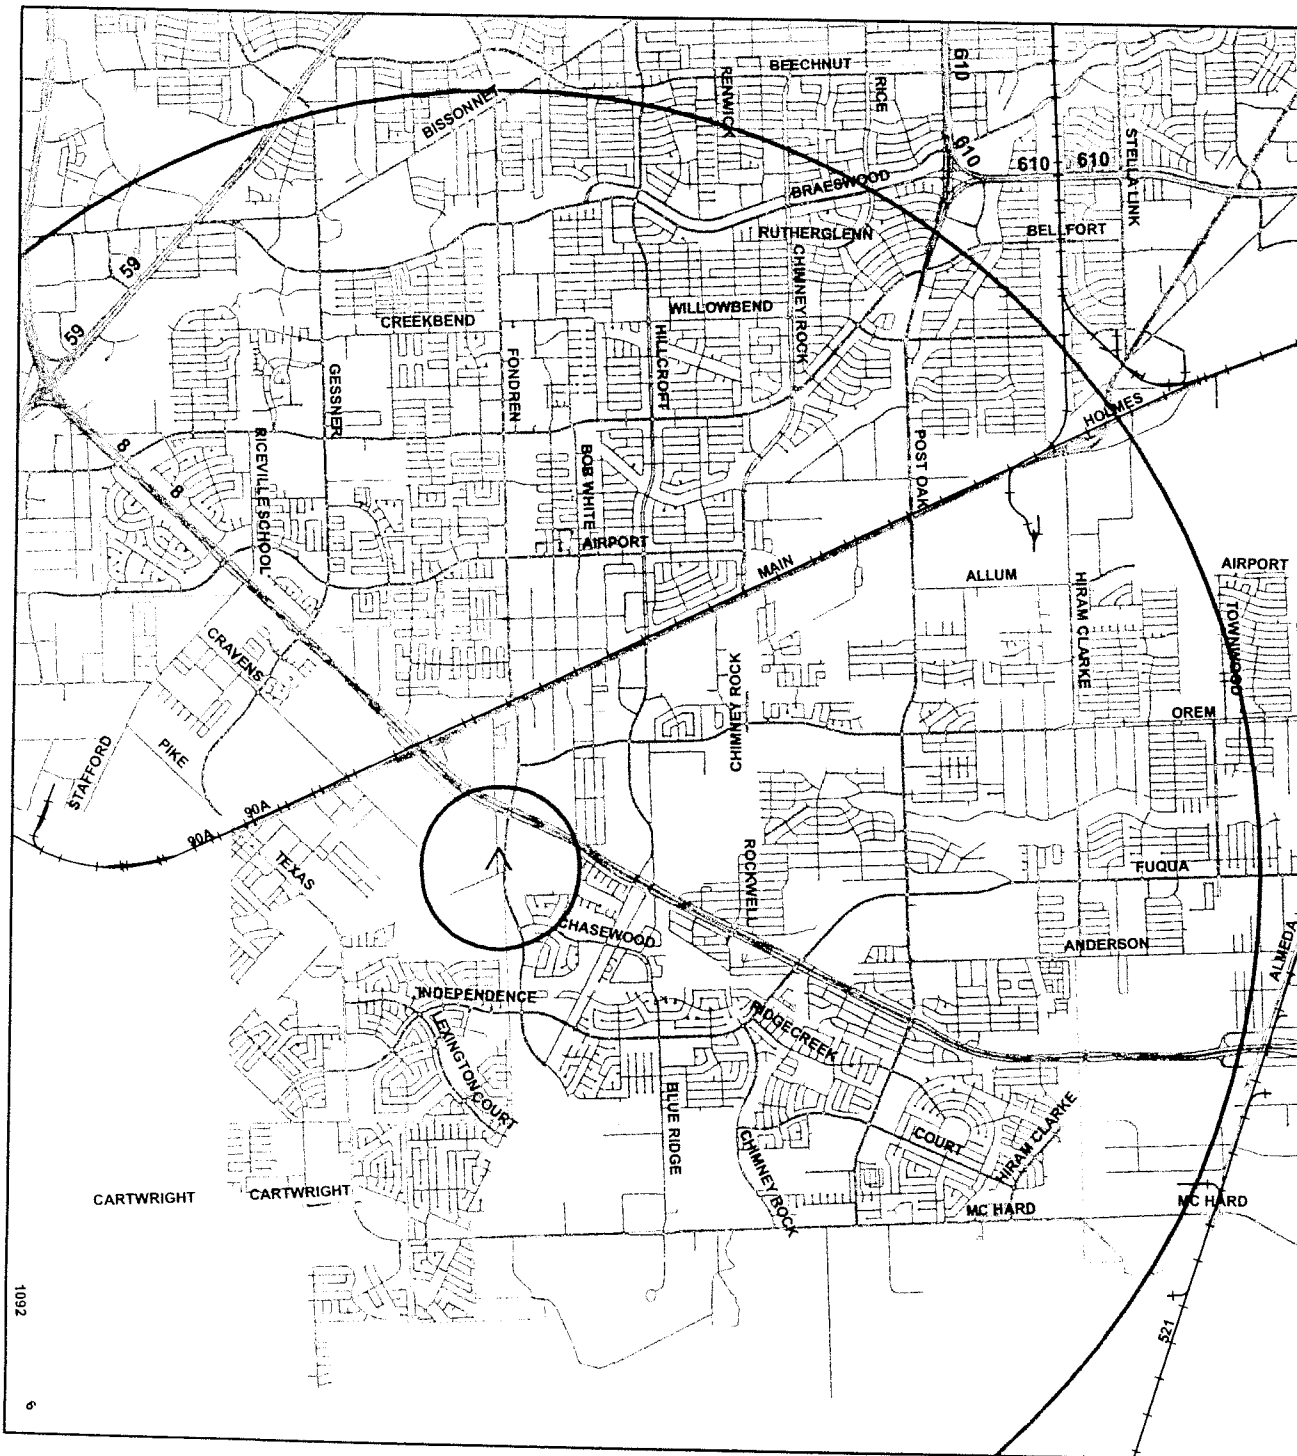 BEECHNUT
610
RENWICK
RICE
BISSONNET
610
610
610
STELLA LINK
BRAESWOOD
RUTHERGLENN
BELLFORT
59
CHIMNEY ROCK
WILLOWBEND
CREEKBEND
59
HILLCROFT
FONDREN
GESSNER
HOLMES
8
RICEVILLE SCHOOL
POST OAK
BOB WHITE
8
AIRPORT
MAIN
ALLUM
AIRPORT
HIRAM CLARKE
TOWNWOOD
CRAVENS
CHIMNEY ROCK
OREM
PIKE
STAFFORD
90A
90A
TEXAS
ROCKWELL
FUQUA
CHASEWOOD
ANDERSON
ALMEDA
INDEPENDENCE
RIDGECREEK
LEXINGTON COURT
BLUE RIDGE
COURT
HIRAM CLARKE
CHIMNEY ROCK
CARTWRIGHT
CARTWRIGHT
MC HARD
MC HARD
1092
521
6